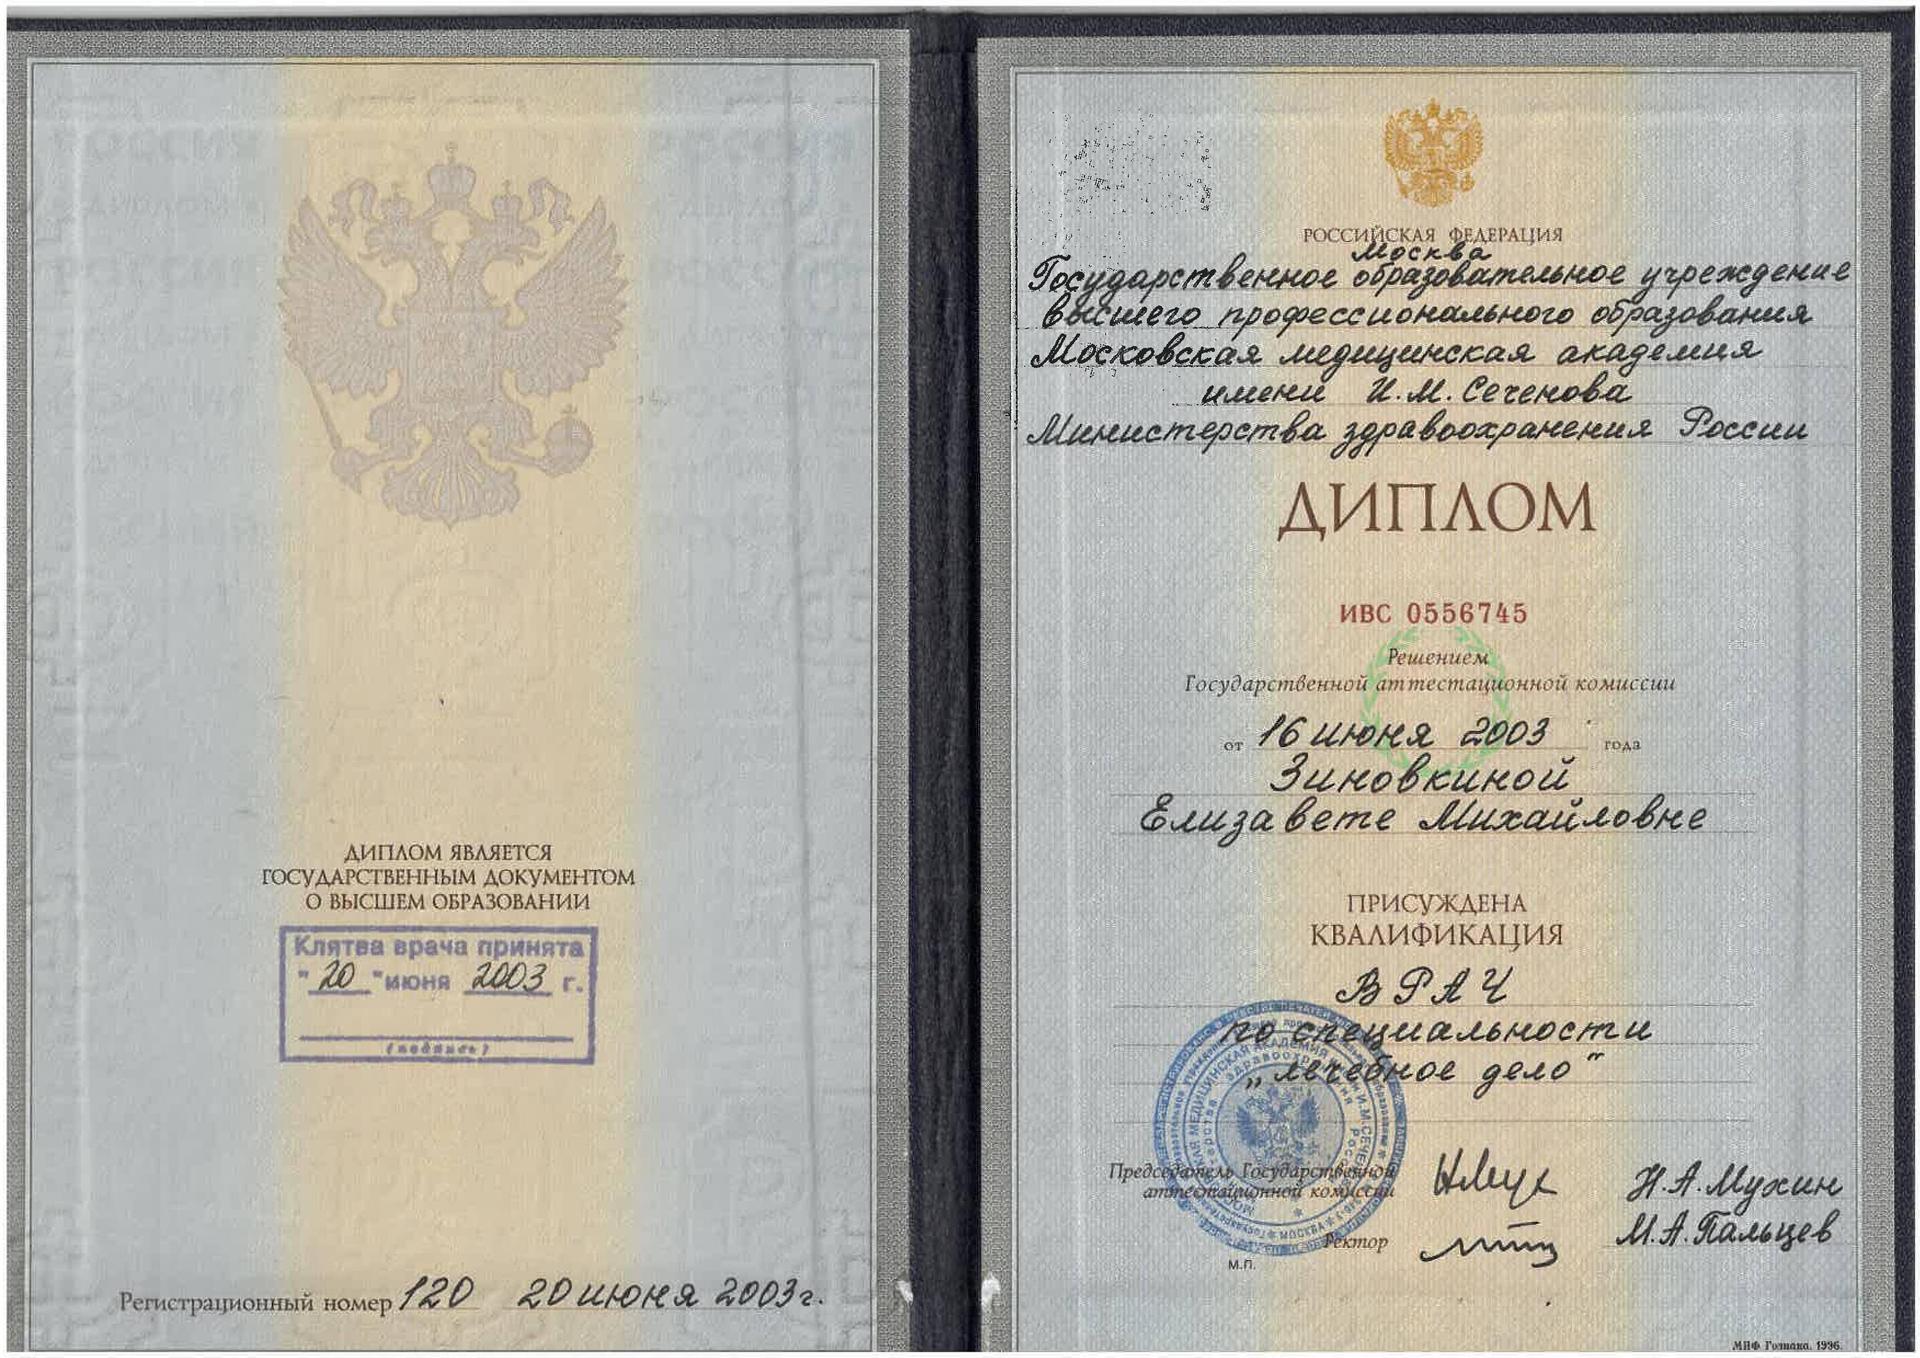 ДИПЛОМ ЯВЛЯЕТСЯ
ГОСУДАРСТВЕННЫМ ДОКУМЕНТОМ
О ВЫСШЕМ ОБРАЗОВАНИИ
Клятва врача принята
"20" июня 2003 г.
(подпись)
Регистрационный номер 120 20 июня 2003г.
РОССИЙСКАЯ ФЕДЕРАЦИЯ
Москва
Государственное образовательное учреждение
высшего профессионального образования
Московская медицинская академия
имени И.М. Сеченова
Министерства здравоохранения России
ДИПЛОМ
ИВС 0556745
Решением
Государственной аттестационной комиссии
от 16 июня 2003 года
Зиновкиной
Елизавете Михайловне
ПРИСУЖДЕНА
КВАЛИФИКАЦИЯ
ВРАЧ
по специальности
„лечебное дело"
Председатель Государственной
аттестационной комиссии
Н.А.Мухин
Ректор
М.А.Пальцев
М.П.
МПФ Гознака. 1996.